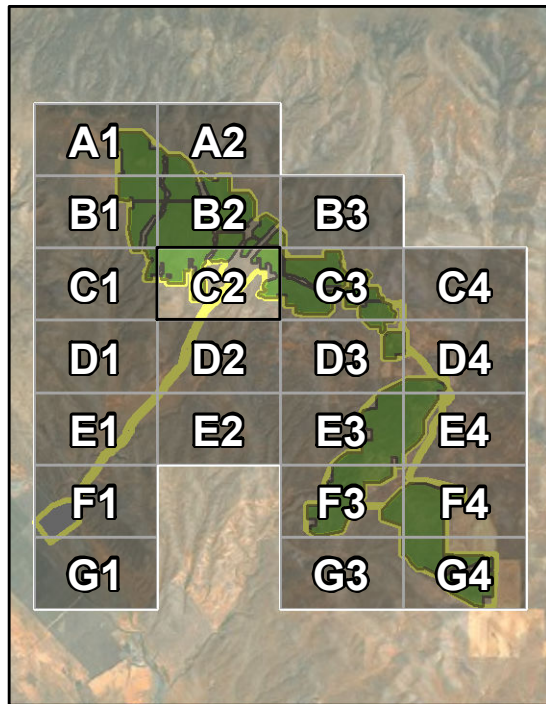 A1 A2
B1 B2 B3
C1 C2 C3 C4
D1 D2 D3 D4
E1 E2 E3 E4
F1 F3 F4
G1 G3 G4